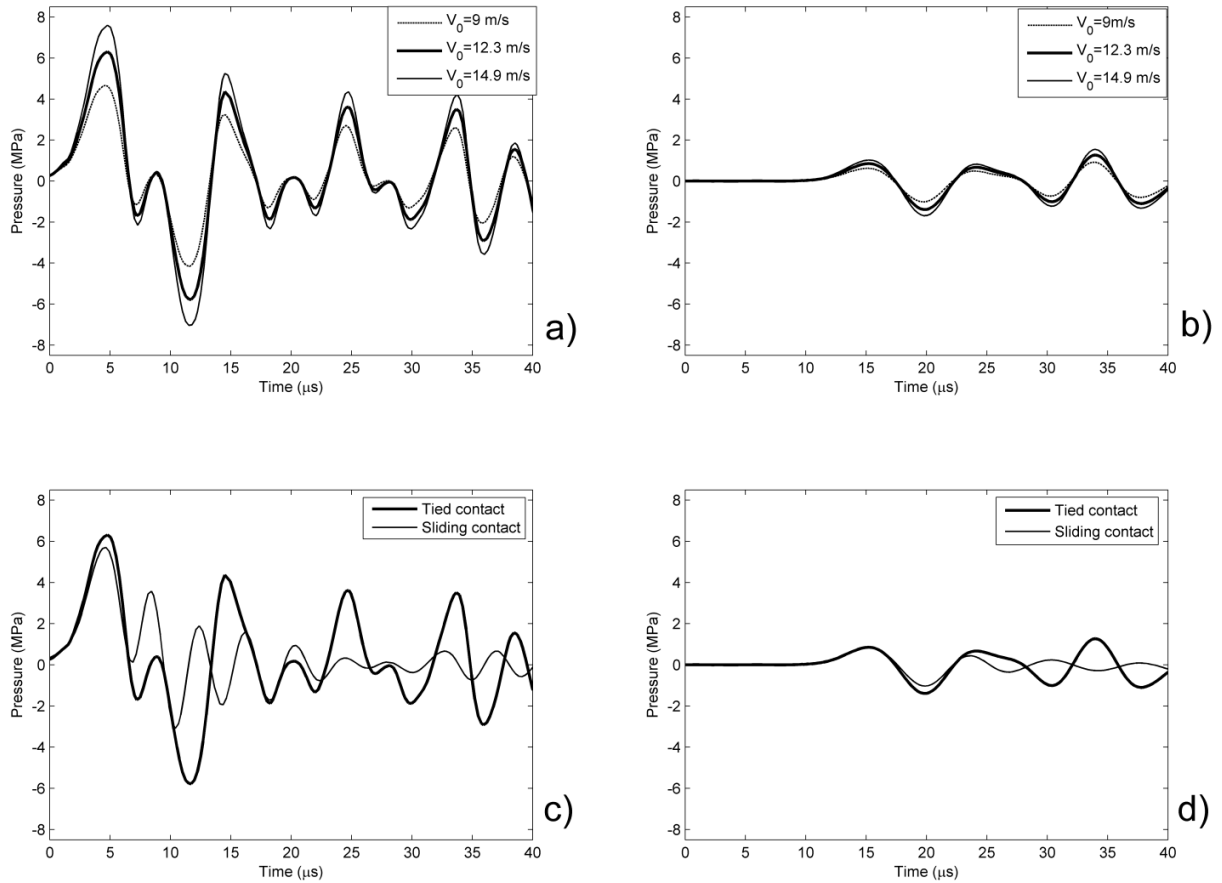 V0=9 m/s
V0=12.3 m/s
V0=14.9 m/s
8
6
4
2
0
-2
-4
-6
-8
Pressure (MPa)
0 5 10 15 20 25 30 35 40
Time (μs)
a)
V0=9m/s
V0=12.3 m/s
V0=14.9 m/s
8
6
4
2
0
-2
-4
-6
-8
Pressure (MPa)
0 5 10 15 20 25 30 35 40
Time (μs)
b)
Tied contact
Sliding contact
8
6
4
2
0
-2
-4
-6
-8
Pressure (MPa)
0 5 10 15 20 25 30 35 40
Time (μs)
c)
Tied contact
Sliding contact
8
6
4
2
0
-2
-4
-6
-8
Pressure (MPa)
0 5 10 15 20 25 30 35 40
Time (μs)
d)